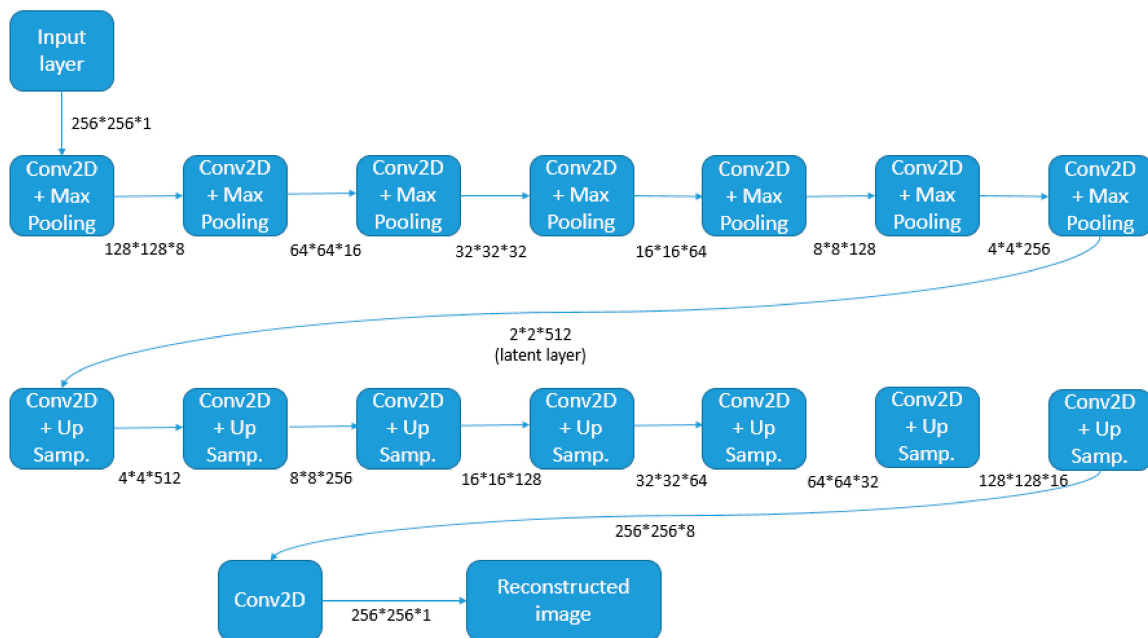 Input
layer
256*256*1
Conv2D
+ Max
Pooling
Conv2D
+ Max
Pooling
Conv2D
+ Max
Pooling
Conv2D
+ Max
Pooling
Conv2D
+ Max
Pooling
Conv2D
+ Max
Pooling
Conv2D
+ Max
Pooling
128*128*8
64*64*16
32*32*32
16*16*64
8*8*128
4*4*256
2*2*512
(latent layer)
Conv2D
+ Up
Samp.
Conv2D
+ Up
Samp.
Conv2D
+ Up
Samp.
Conv2D
+ Up
Samp.
Conv2D
+ Up
Samp.
Conv2D
+ Up
Samp.
Conv2D
+ Up
Samp.
4*4*512
8*8*256
16*16*128
32*32*64
64*64*32
128*128*16
256*256*8
Conv2D
256*256*1
Reconstructed
image